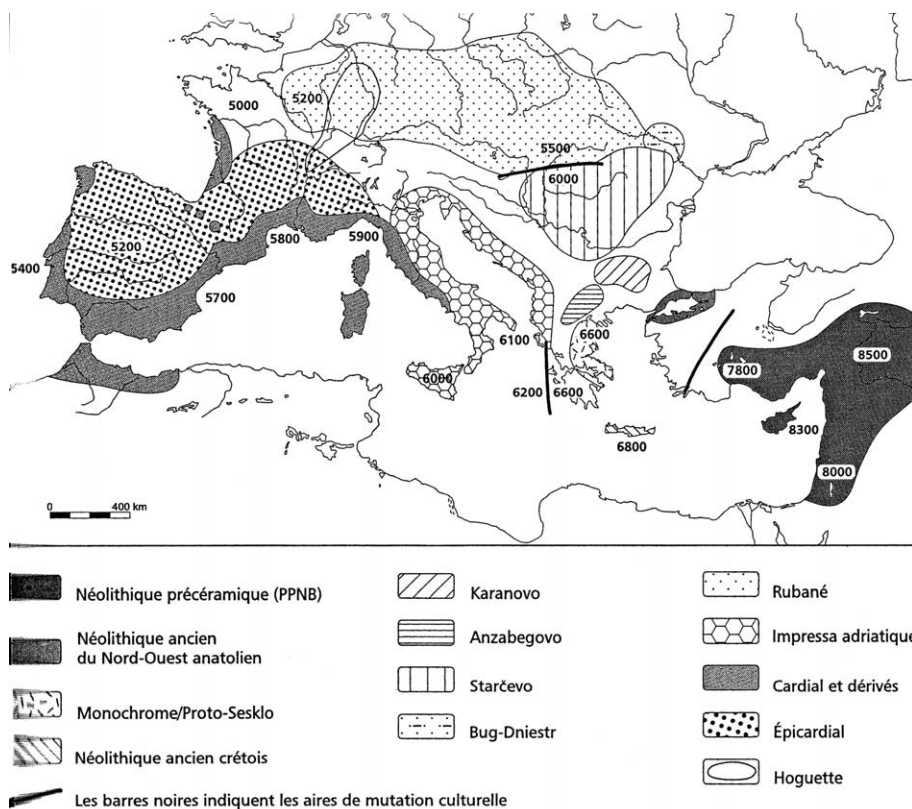 5000
5200
5500
6000
5200
5800
5900
5400
5700
6100
6600
6000
6200
6600
6800
7800
8500
8300
8000
0 400 km
Néolithique précéramique (PPNB)
Néolithique ancien
du Nord-Ouest anatolien
Monochrome/Proto-Sesklo
Néolithique ancien crétois
Les barres noires indiquent les aires de mutation culturelle
Karanovo
Anzabegovo
Starčevo
Bug-Dniestr
Rubané
Impressa adriatique
Cardial et dérivés
Épicardial
Hoguette